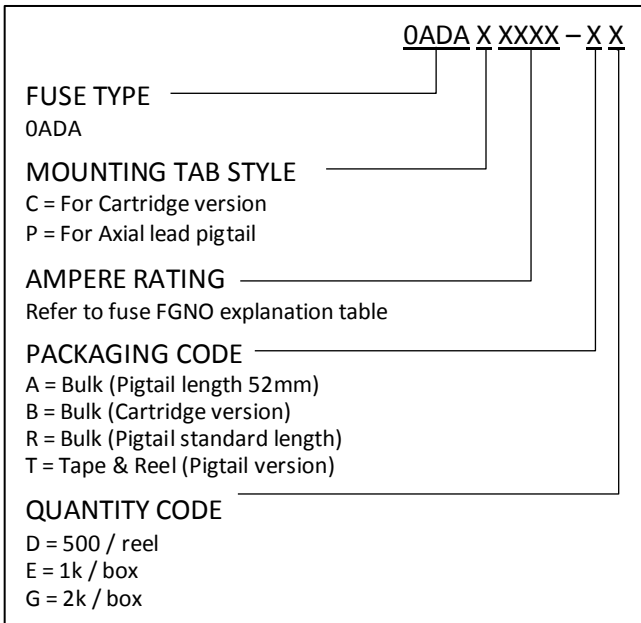 0ADA X XXXX – X X
FUSE TYPE
0ADA
MOUNTING TAB STYLE
C = For Cartridge version
P = For Axial lead pigtail
AMPERE RATING
Refer to fuse FGNO explanation table
PACKAGING CODE
A = Bulk (Pigtail length 52mm)
B = Bulk (Cartridge version)
R = Bulk (Pigtail standard length)
T = Tape & Reel (Pigtail version)
QUANTITY CODE
D = 500 / reel
E = 1k / box
G = 2k / box